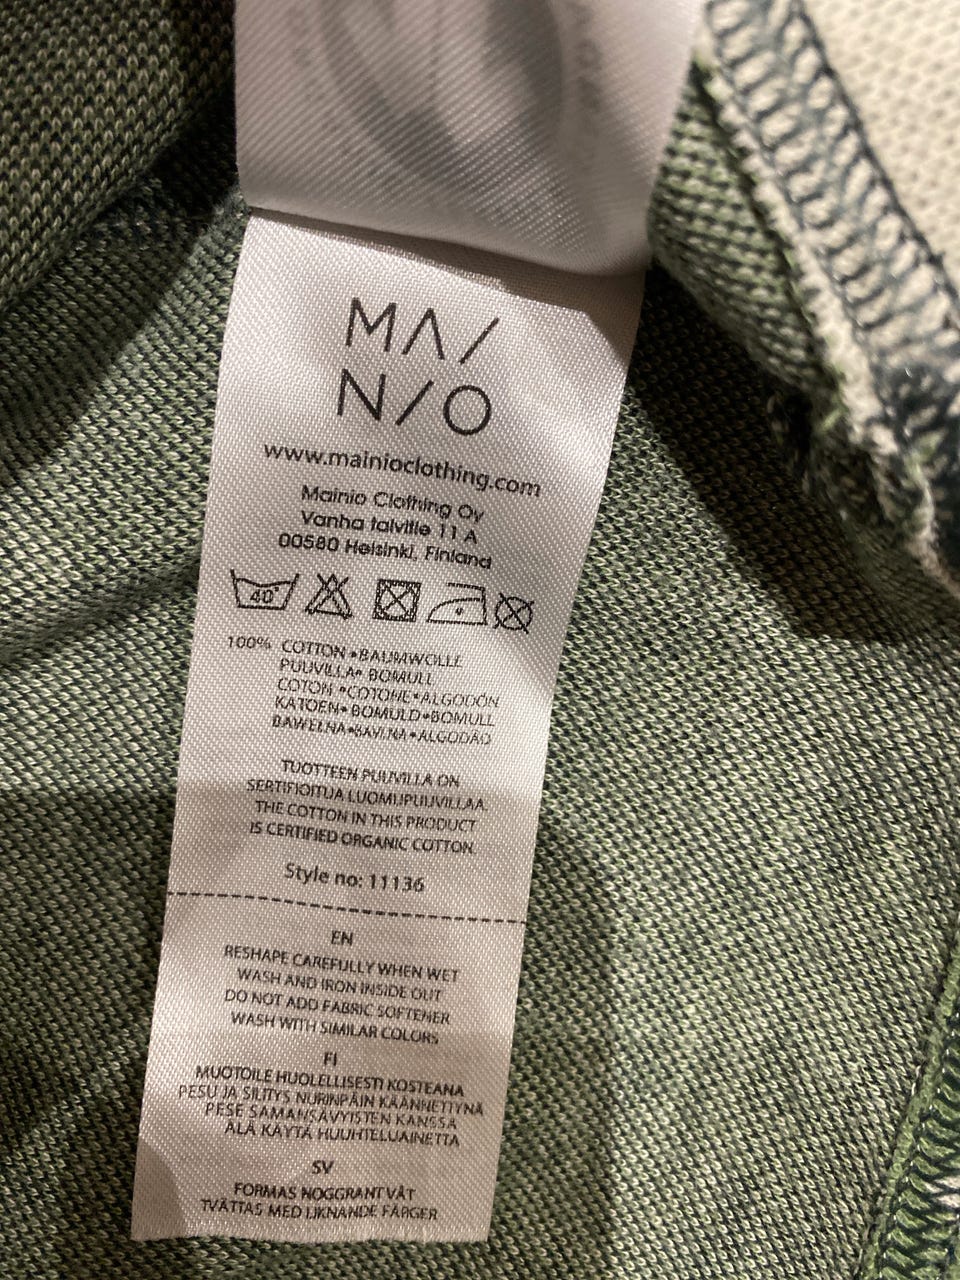 MAI
NIO
www.mainioclothing.com
Mainio Clothing Oy
Vanha talvitie 11 A
00580 Helsinki, Finland
40°
100% COTTON • BAUMWOLLE
PUUVILLA • BOMULL
COTON • COTONE • ALGODÓN
KATOEN • BOMULD • BOMULL
BAWEŁNA • BAVLNA • ALGODÃO
TUOTTEEN PUUVILLA ON
SERTIFIOITUA LUOMUPUUVILLAA.
THE COTTON IN THIS PRODUCT
IS CERTIFIED ORGANIC COTTON.
Style no: 11136
EN
RESHAPE CAREFULLY WHEN WET
WASH AND IRON INSIDE OUT
DO NOT ADD FABRIC SOFTENER
WASH WITH SIMILAR COLORS
FI
MUOTOILE HUOLELLISESTI KOSTEANA
PESU JA SILITYS NURINPÄIN KÄÄNNETTYNÄ
PESE SAMANSÄVYISTEN KANSSA
ÄLÄ KÄYTÄ HUUHTELUAINETTA
SV
FORMAS NOGGRANT VÅT
TVÄTTAS MED LIKNANDE FÄRGER